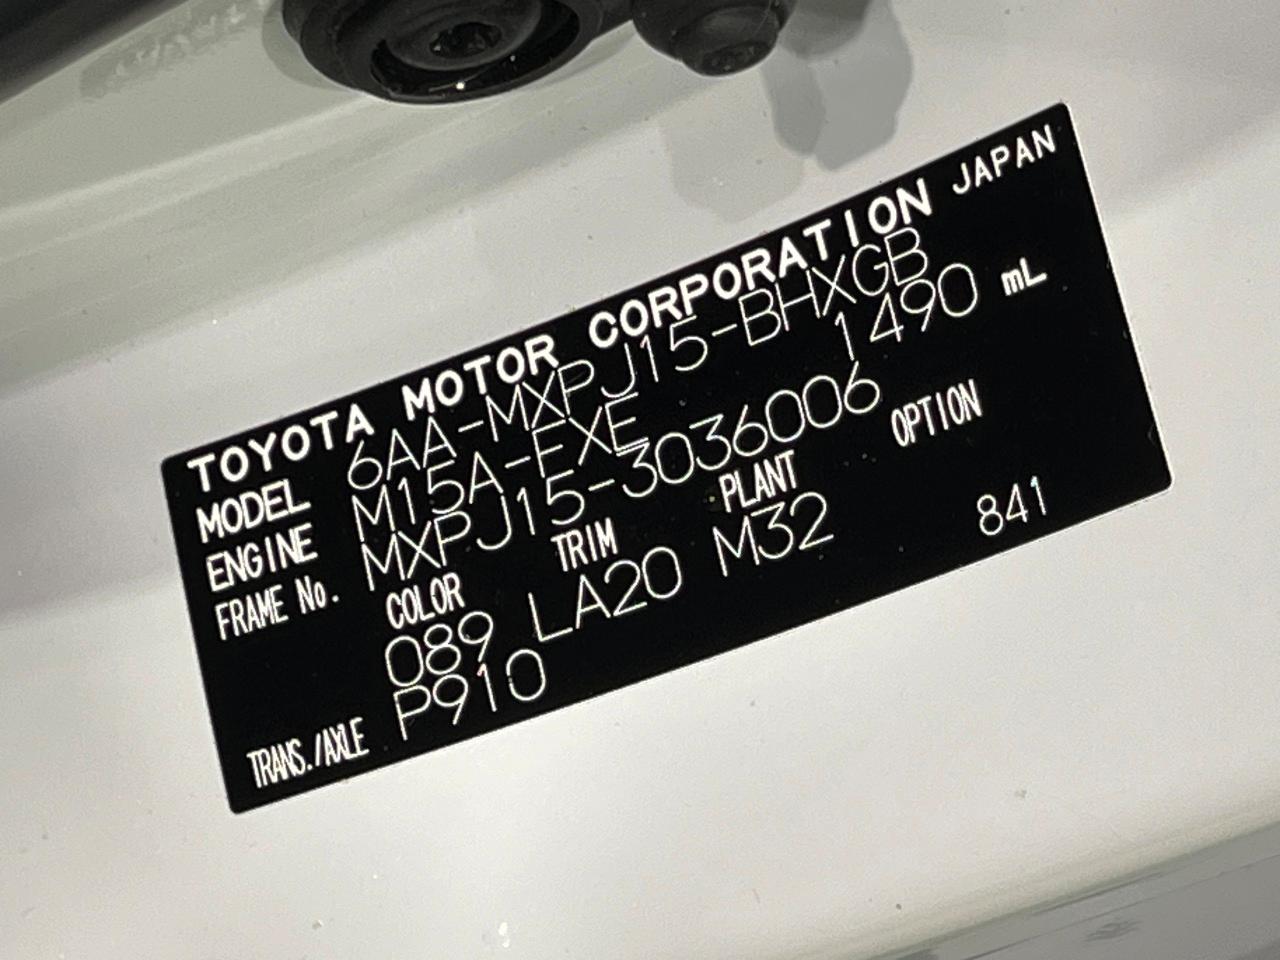 TOYOTA MOTOR CORPORATION JAPAN
MODEL 6AA-MXPJ15-BHXGB
ENGINE M15A-FXE 1490 mL
FRAME No. MXPJ15-3036006
COLOR TRIM PLANT OPTION
089 LA20 M32 841
TRANS./AXLE P910